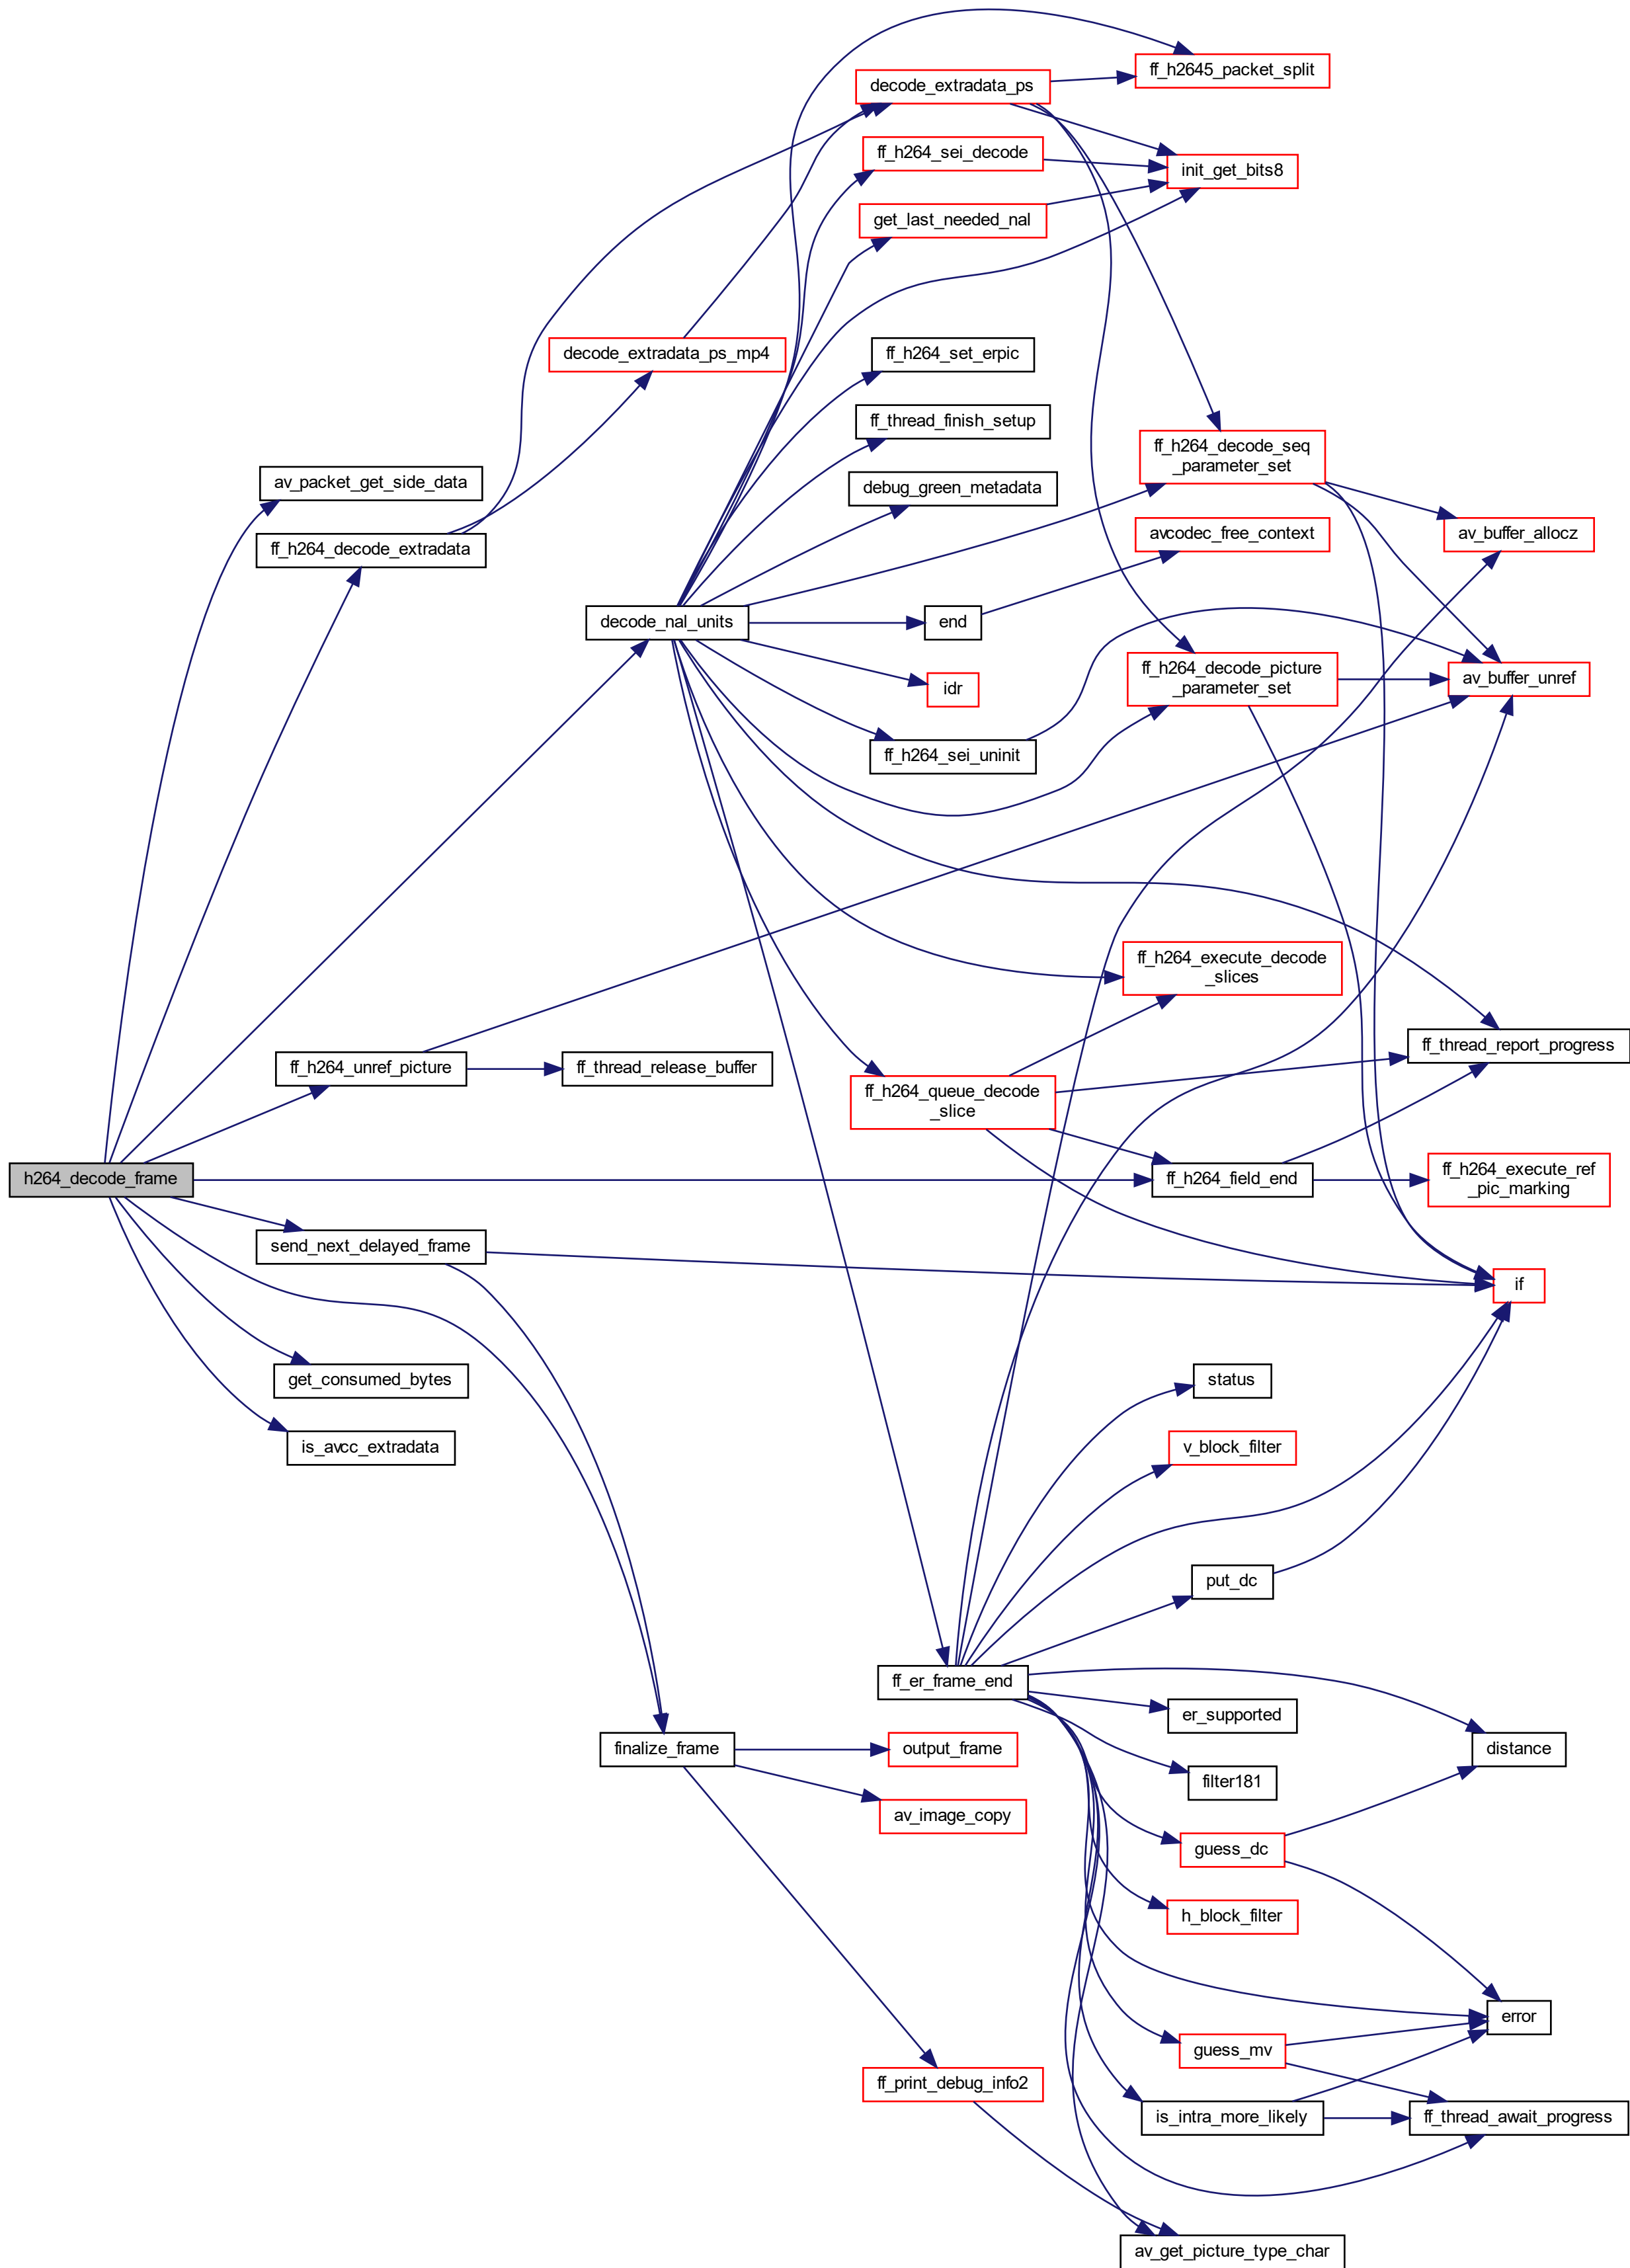 ff_h2645_packet_split
decode_extradata_ps
ff_h264_sei_decode
init_get_bits8
get_last_needed_nal
ff_h264_set_erpic
decode_extradata_ps_mp4
ff_thread_finish_setup
ff_h264_decode_seq
_parameter_set
av_packet_get_side_data
debug_green_metadata
avcodec_free_context
av_buffer_allocz
ff_h264_decode_extradata
decode_nal_units
end
ff_h264_decode_picture
_parameter_set
av_buffer_unref
idr
ff_h264_sei_uninit
ff_h264_execute_decode
_slices
ff_thread_report_progress
ff_h264_unref_picture
ff_thread_release_buffer
ff_h264_queue_decode
_slice
h264_decode_frame
ff_h264_field_end
ff_h264_execute_ref
_pic_marking
send_next_delayed_frame
if
get_consumed_bytes
status
is_avcc_extradata
v_block_filter
put_dc
ff_er_frame_end
er_supported
finalize_frame
output_frame
distance
filter181
av_image_copy
guess_dc
h_block_filter
error
guess_mv
ff_print_debug_info2
is_intra_more_likely
ff_thread_await_progress
av_get_picture_type_char